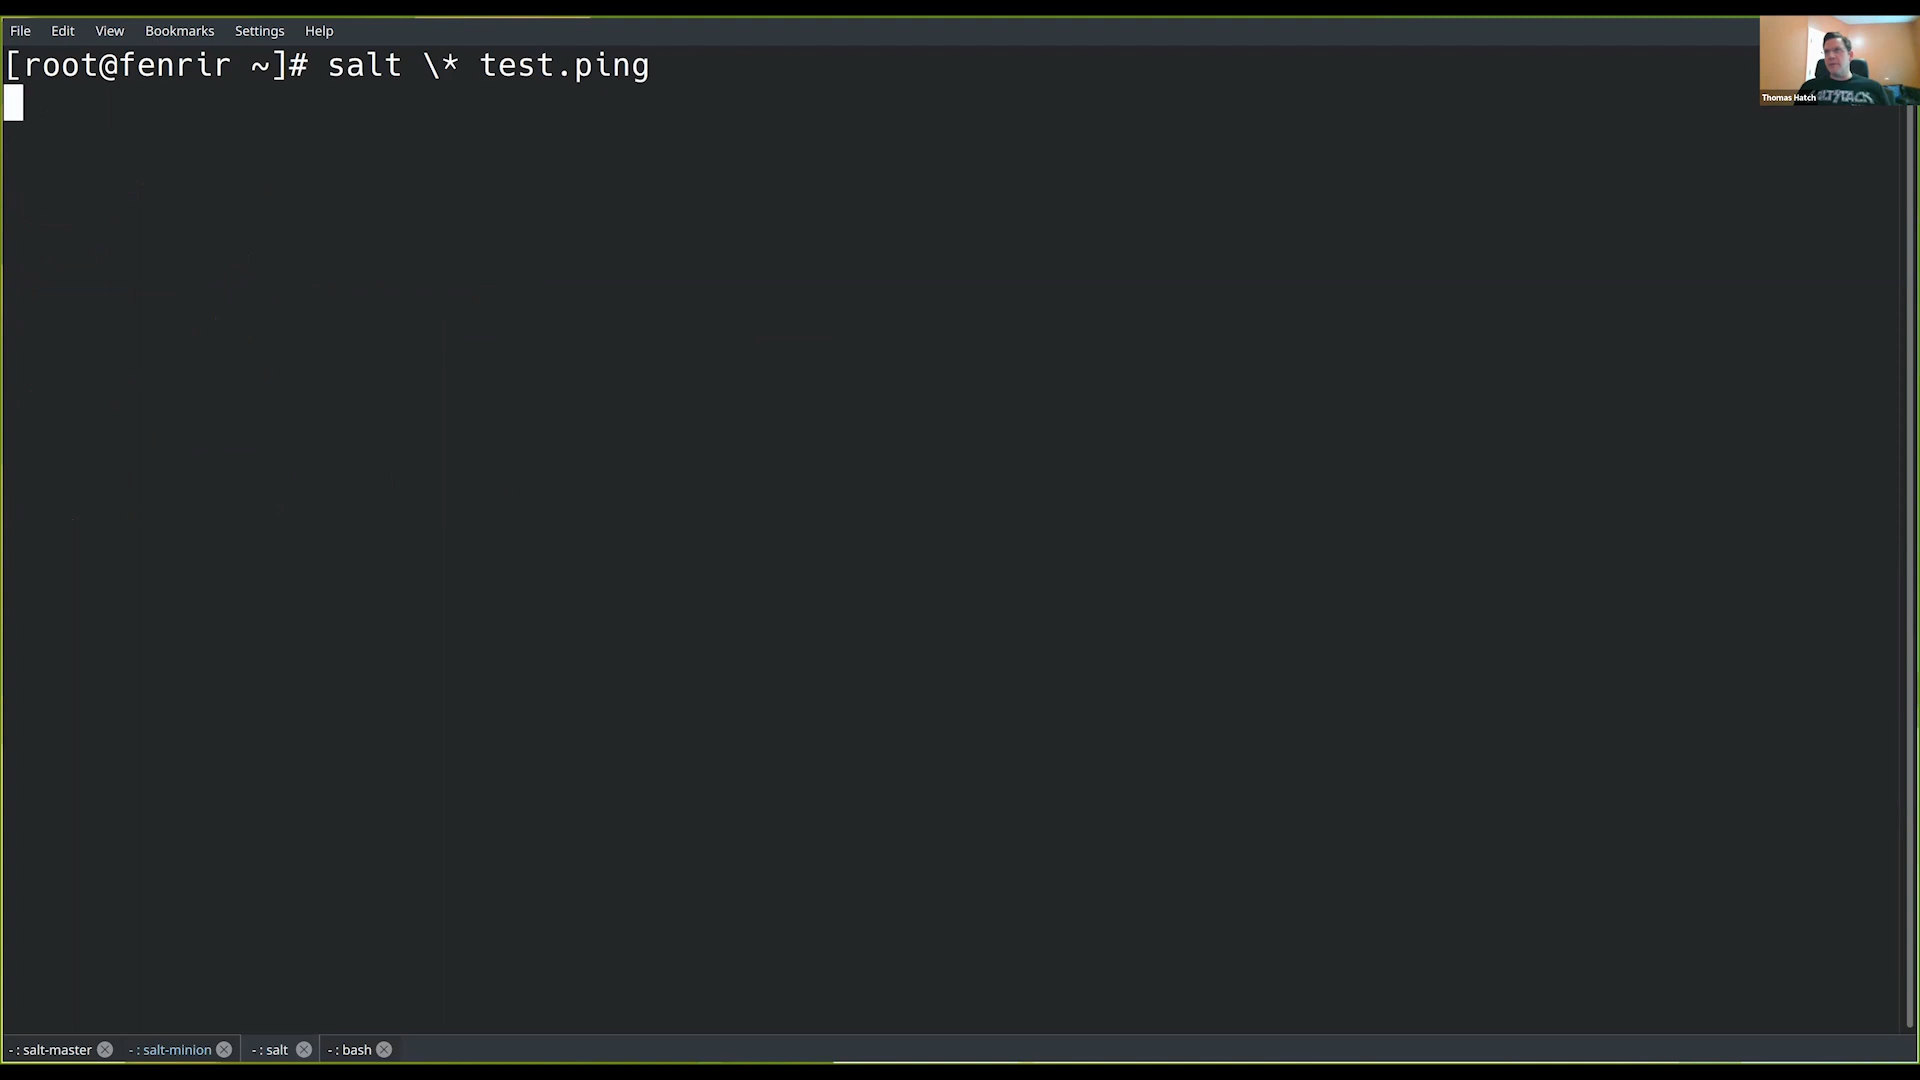 File Edit View Bookmarks Settings Help
[root@fenrir ~]# salt \* test.ping
Thomas Hatch
SALTSTACK
- : salt-master - : salt-minion - : salt - : bash